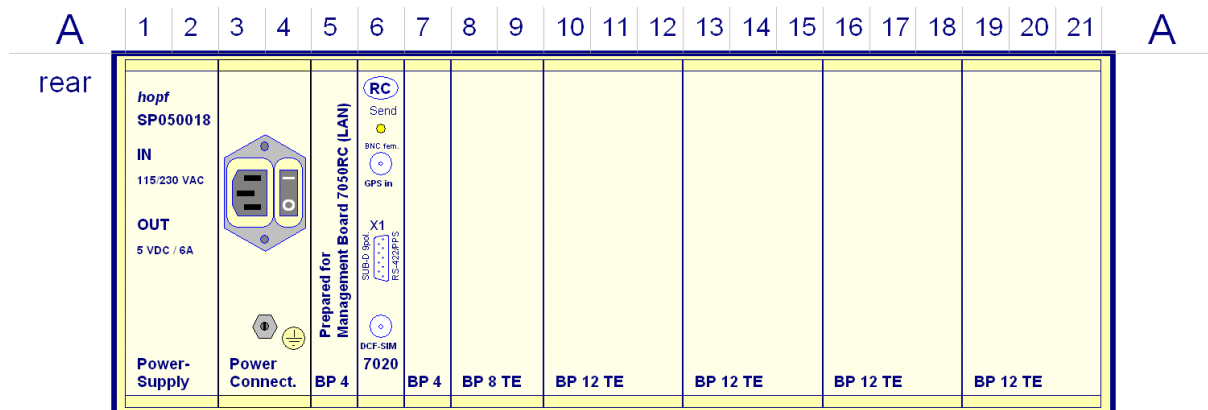 A 1 2 3 4 5 6 7 8 9 10 11 12 13 14 15 16 17 18 19 20 21 A
rear
hopf
SP050018
IN
115/230 VAC
OUT
5 VDC / 6A
Power-
Supply
I
O
Power
Connect.
Prepared for
Management Board 7050RC (LAN)
BP 4
RC
Send
BNC fem.
GPS in
X1
SUB-D 9pol.
RS-422/PPS
DCF-SIM
7020
BP 4
BP 8 TE
BP 12 TE
BP 12 TE
BP 12 TE
BP 12 TE